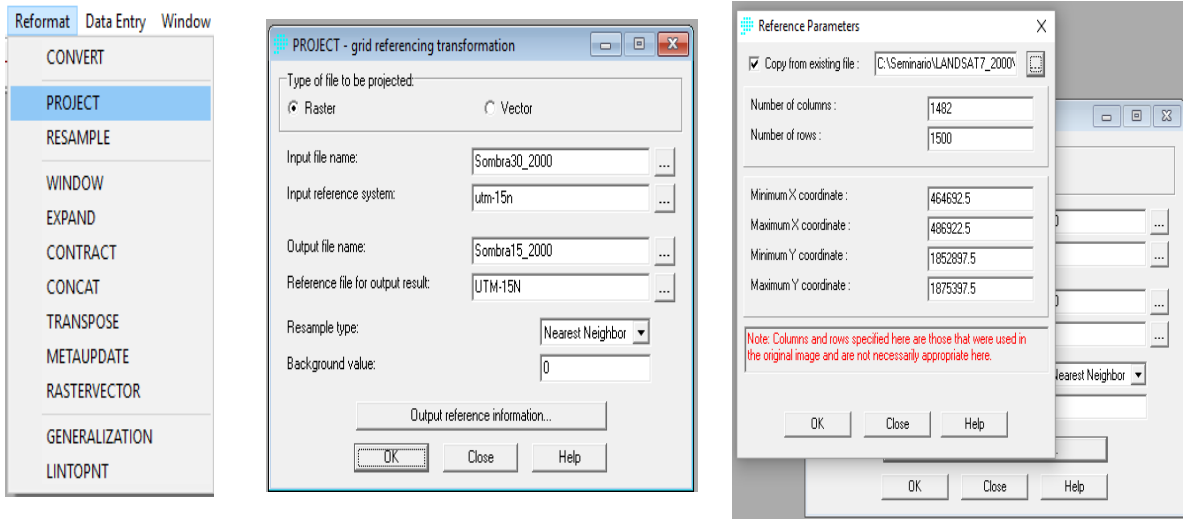 Reformat Data Entry Window
CONVERT
PROJECT
RESAMPLE
WINDOW
EXPAND
CONTRACT
CONCAT
TRANSPOSE
METAUPDATE
RASTERVECTOR
GENERALIZATION
LINTOPNT
PROJECT - grid referencing transformation
Type of file to be projected:
Raster Vector
Input file name: Sombra30_2000 ...
Input reference system: utm-15n ...
Output file name: Sombra15_2000 ...
Reference file for output result: UTM-15N ...
Resample type: Nearest Neighbor
Background value: 0
Output reference information...
OK Close Help
Reference Parameters X
Copy from existing file : C:\Seminario\LANDSAT7_2000\ ...
Number of columns : 1482
Number of rows : 1500
Minimum X coordinate : 464692.5
Maximum X coordinate : 486922.5
Minimum Y coordinate : 1852897.5
Maximum Y coordinate : 1875397.5
Note: Columns and rows specified here are those that were used in
the original image and are not necessarily appropriate here.
OK Close Help
...
...
...
...
Nearest Neighbor
OK Close Help